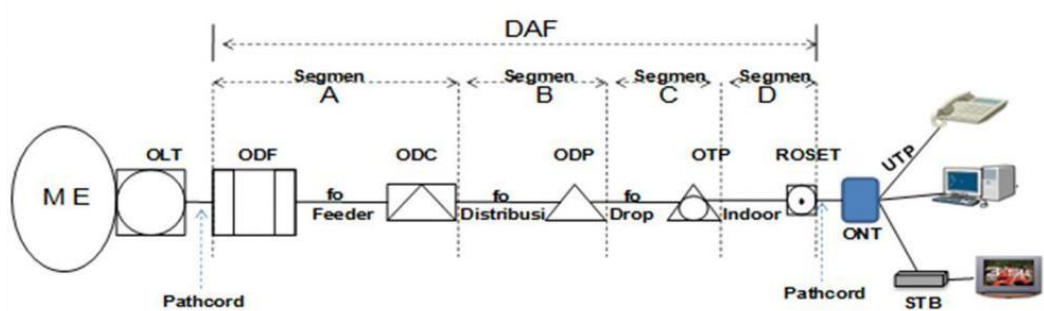 DAF
Segmen A
Segmen B
Segmen C
Segmen D
OLT
ODF
ODC
ODP
OTP
ROSET
UTP
M E
fo
Feeder
fo
Distribusi
fo
Drop
Indoor
ONT
Pathcord
Pathcord
STB